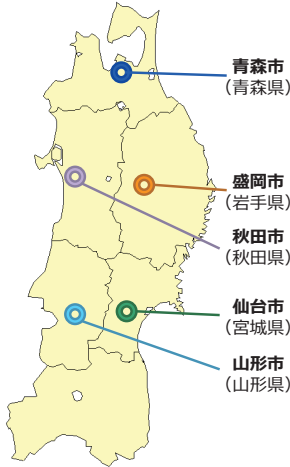 青森市
（青森県）
盛岡市
（岩手県）
秋田市
（秋田県）
仙台市
（宮城県）
山形市
（山形県）